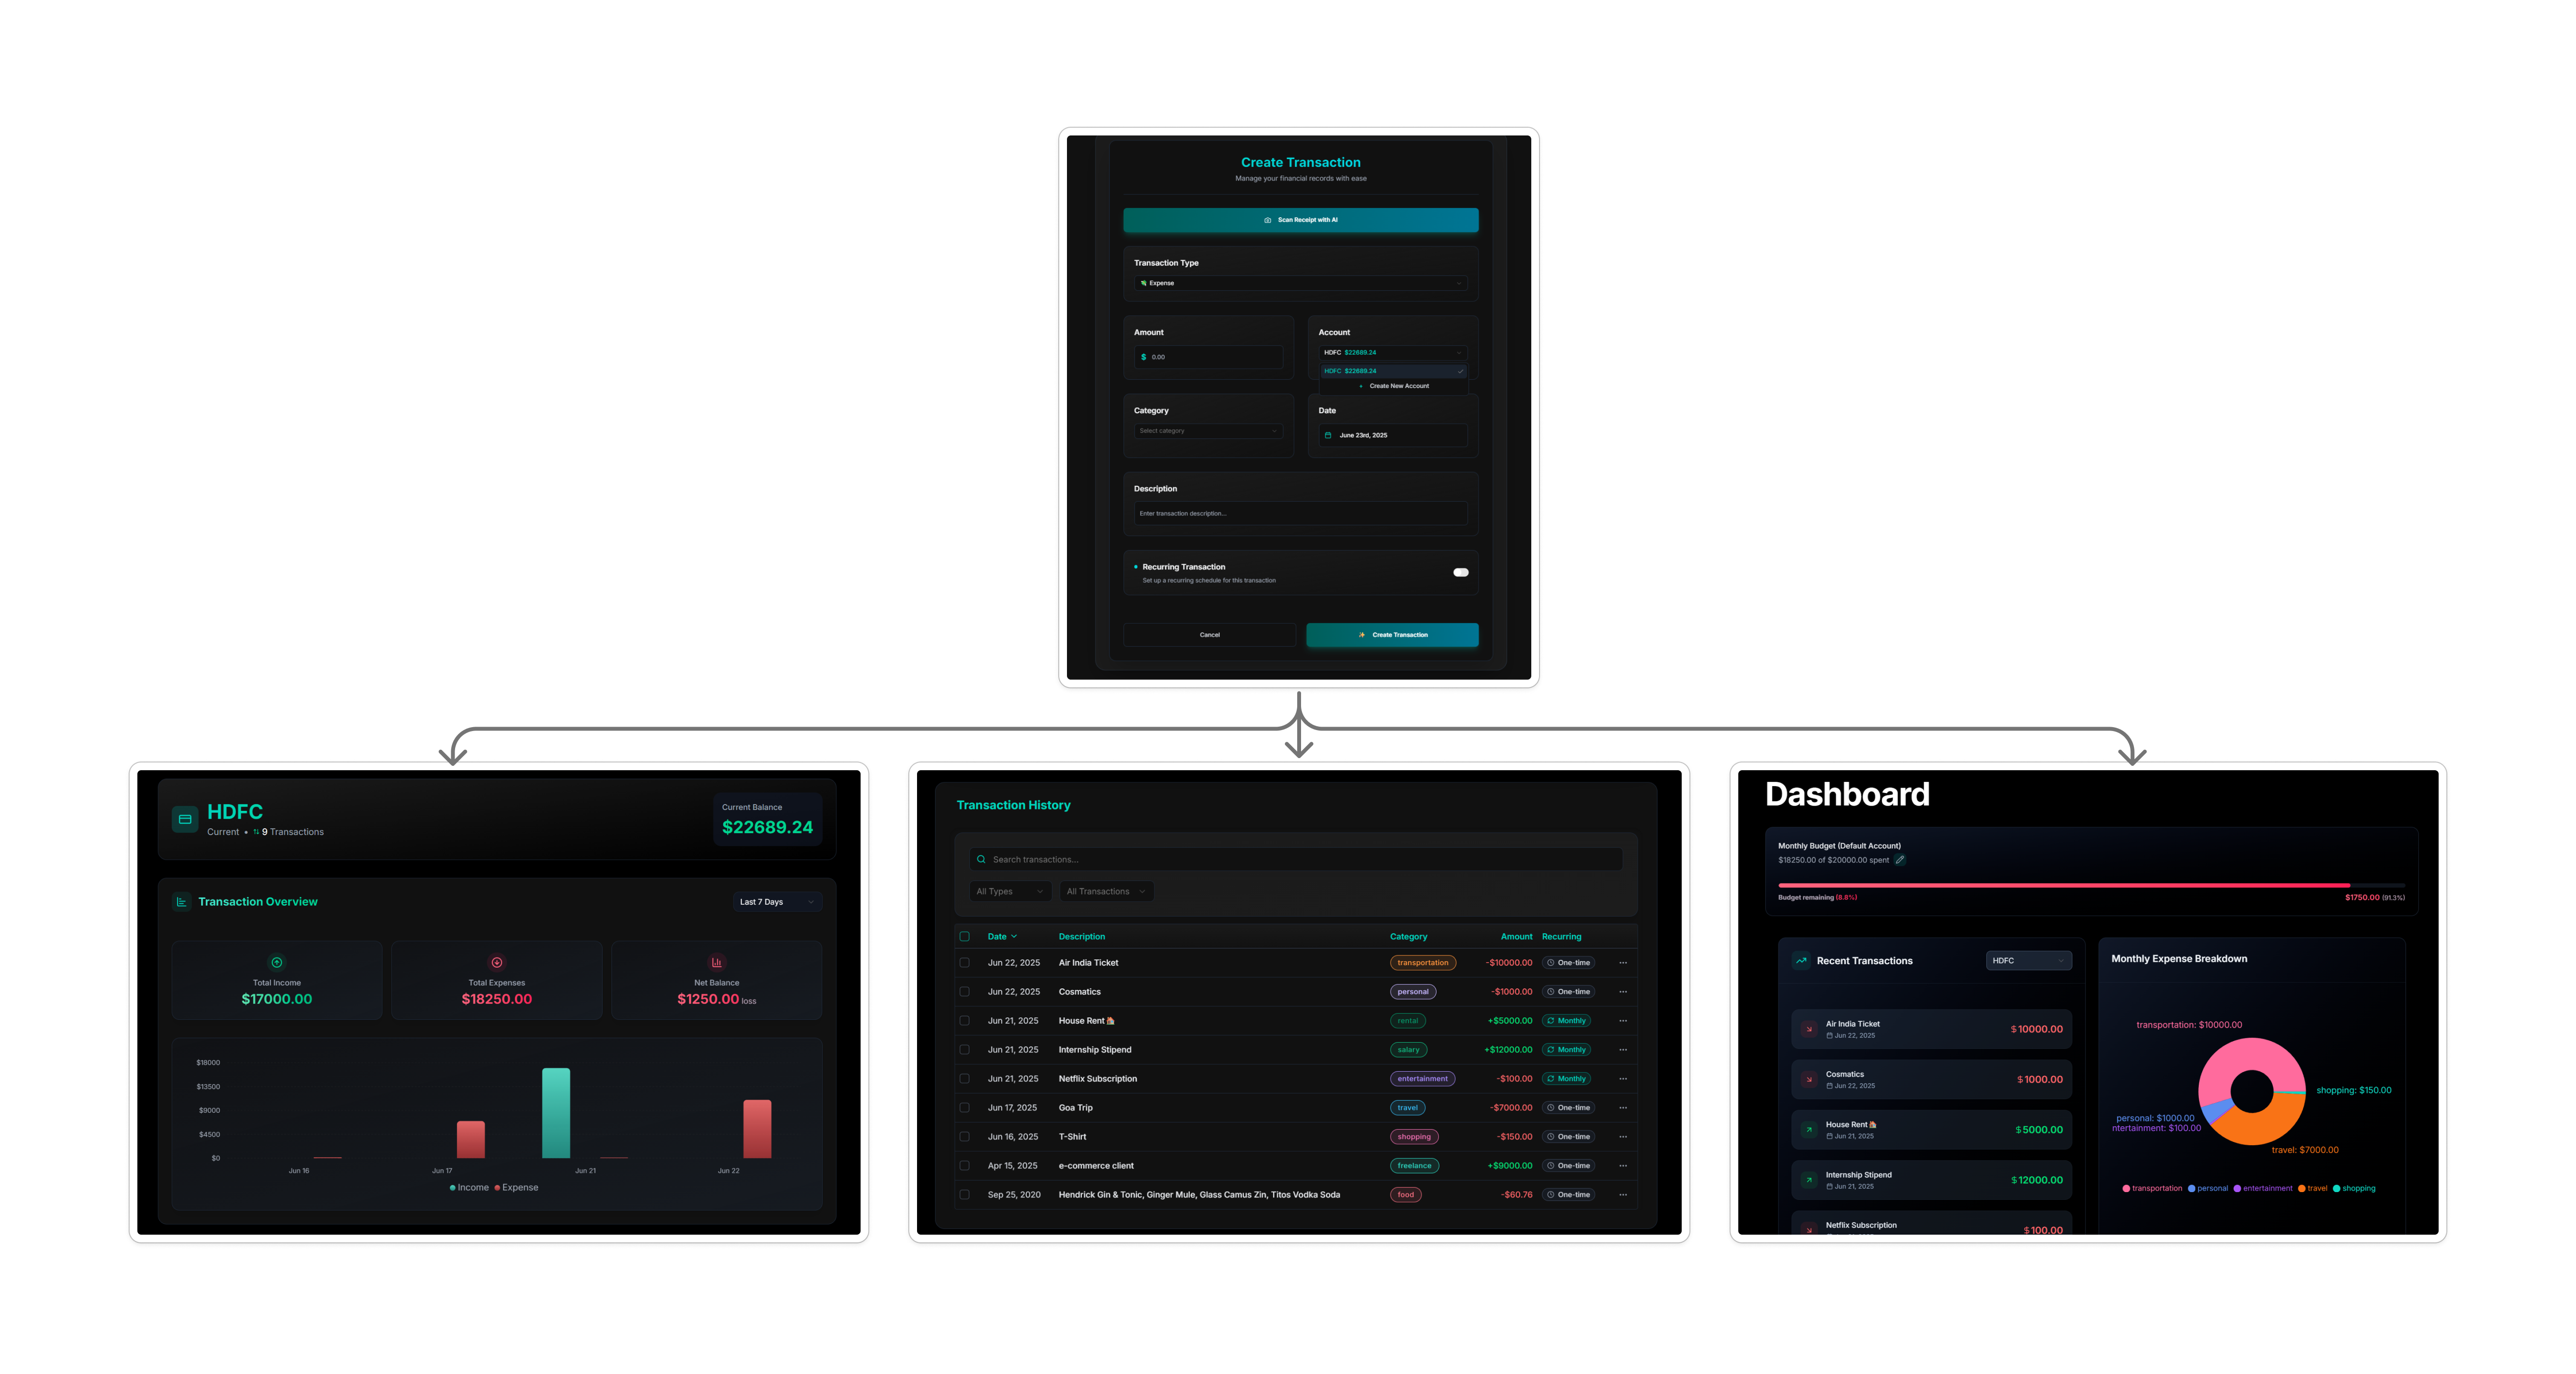 Create Transaction
Manage your financial records with ease
Scan Receipt with AI
Transaction Type
Expense
Amount
Account
$ 0.00
HDFC $22689.24
HDFC $22689.24
Create New Account
Category
Date
Select category
June 23rd, 2025
Description
Enter transaction description...
Recurring Transaction
Set up a recurring schedule for this transaction
Cancel
Create Transaction
HDFC
Current • 9 Transactions
Current Balance
$22689.24
Transaction Overview
Last 7 Days
Total Income
$17000.00
Total Expenses
$18250.00
Net Balance
$1250.00 loss
$18000
$13500
$9000
$4500
$0
Jun 16
Jun 17
Jun 21
Jun 22
Income Expense
Transaction History
Search transactions...
All Types
All Transactions
Date Description Category Amount Recurring
Jun 22, 2025 Air India Ticket transportation -$10000.00 One-time ...
Jun 22, 2025 Cosmatics personal -$1000.00 One-time ...
Jun 21, 2025 House Rent rental +$5000.00 Monthly ...
Jun 21, 2025 Internship Stipend salary +$12000.00 Monthly ...
Jun 21, 2025 Netflix Subscription entertainment -$100.00 Monthly ...
Jun 17, 2025 Goa Trip travel -$7000.00 One-time ...
Jun 16, 2025 T-Shirt shopping -$150.00 One-time ...
Apr 15, 2025 e-commerce client freelance +$9000.00 One-time ...
Sep 25, 2020 Hendrick Gin & Tonic, Ginger Mule, Glass Camus Zin, Titos Vodka Soda food -$60.76 One-time ...
Dashboard
Monthly Budget (Default Account)
$18250.00 of $20000.00 spent
Budget remaining (8.8%)
$1750.00 (91.3%)
Recent Transactions
HDFC
Air India Ticket
Jun 22, 2025
$10000.00
Cosmatics
Jun 22, 2025
$1000.00
House Rent
Jun 21, 2025
$5000.00
Internship Stipend
Jun 21, 2025
$12000.00
Netflix Subscription
$100.00
Monthly Expense Breakdown
transportation: $10000.00
shopping: $150.00
personal: $1000.00
ntertainment: $100.00
travel: $7000.00
transportation personal entertainment travel shopping